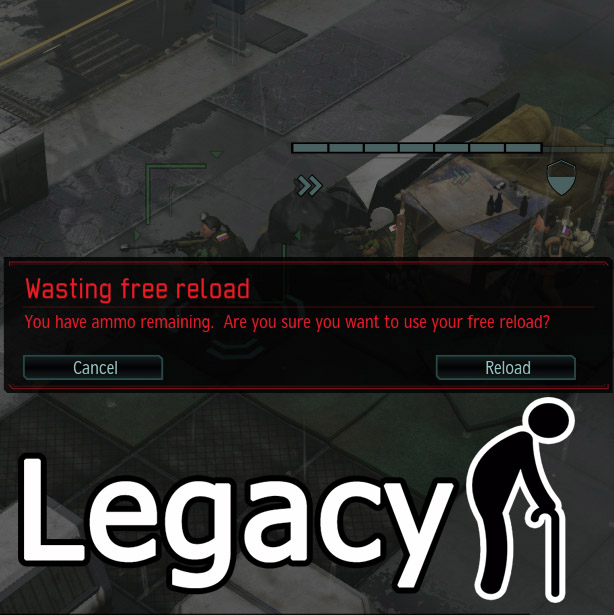 Wasting free reload
You have ammo remaining.  Are you sure you want to use your free reload?
Cancel
Reload
Legacy